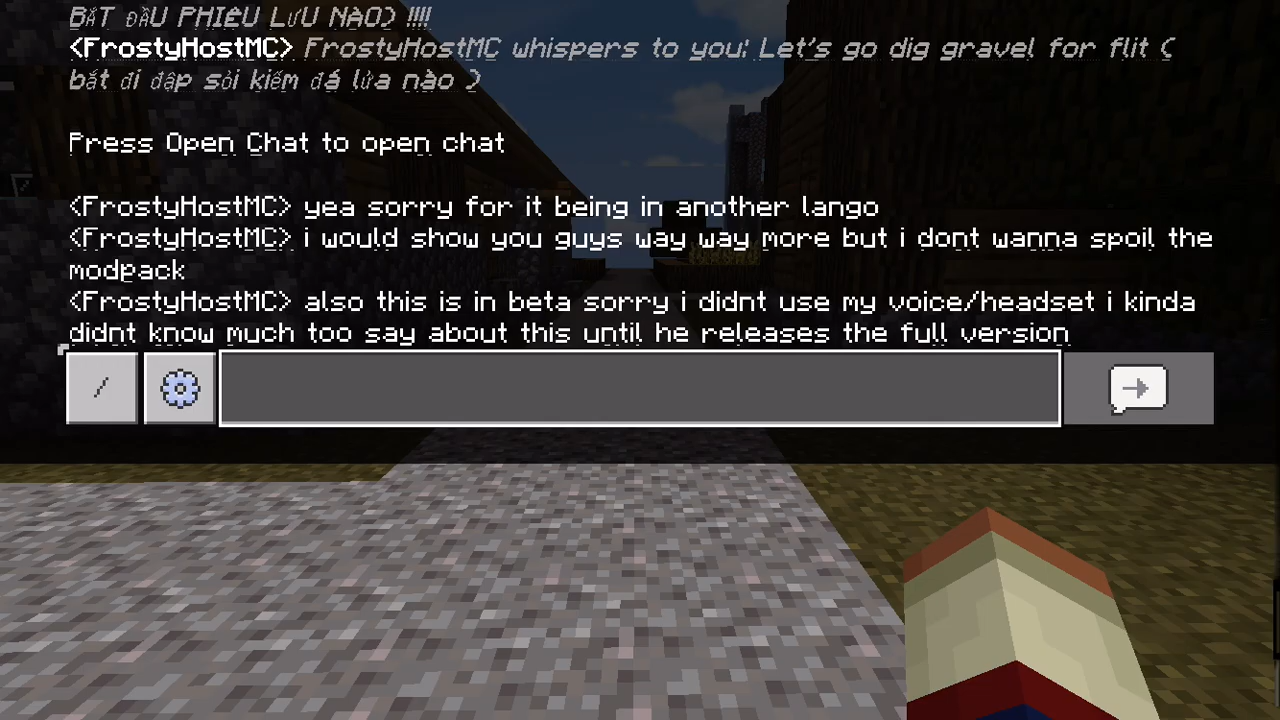 BẮT ĐẦU PHIÊU LƯU NÀO) !!!!
<FrostyHostMC> FrostyHostMC whispers to you: Let's go dig gravel for flit (
bắt đi đập sỏi kiếm đá lửa nào )
Press Open Chat to open chat
<FrostyHostMC> yea sorry for it being in another lango
<FrostyHostMC> i would show you guys way way more but i dont wanna spoil the
modpack
<FrostyHostMC> also this is in beta sorry i didnt use my voice/headset i kinda
didnt know much too say about this until he releases the full version
/